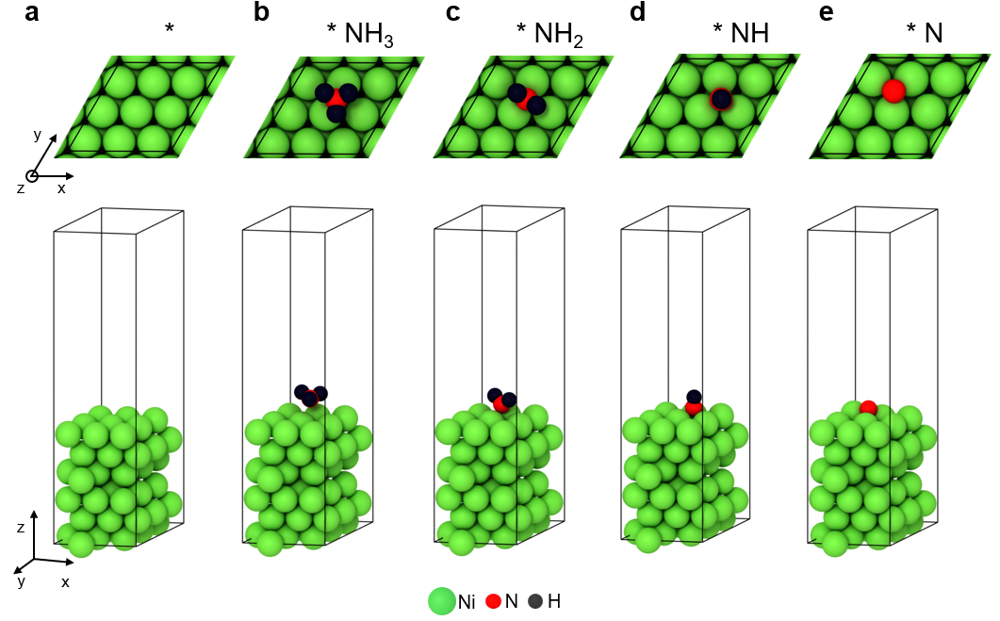 a b c d e
* * NH₃ * NH₂ * NH * N
y
z x
z
y x
Ni N H